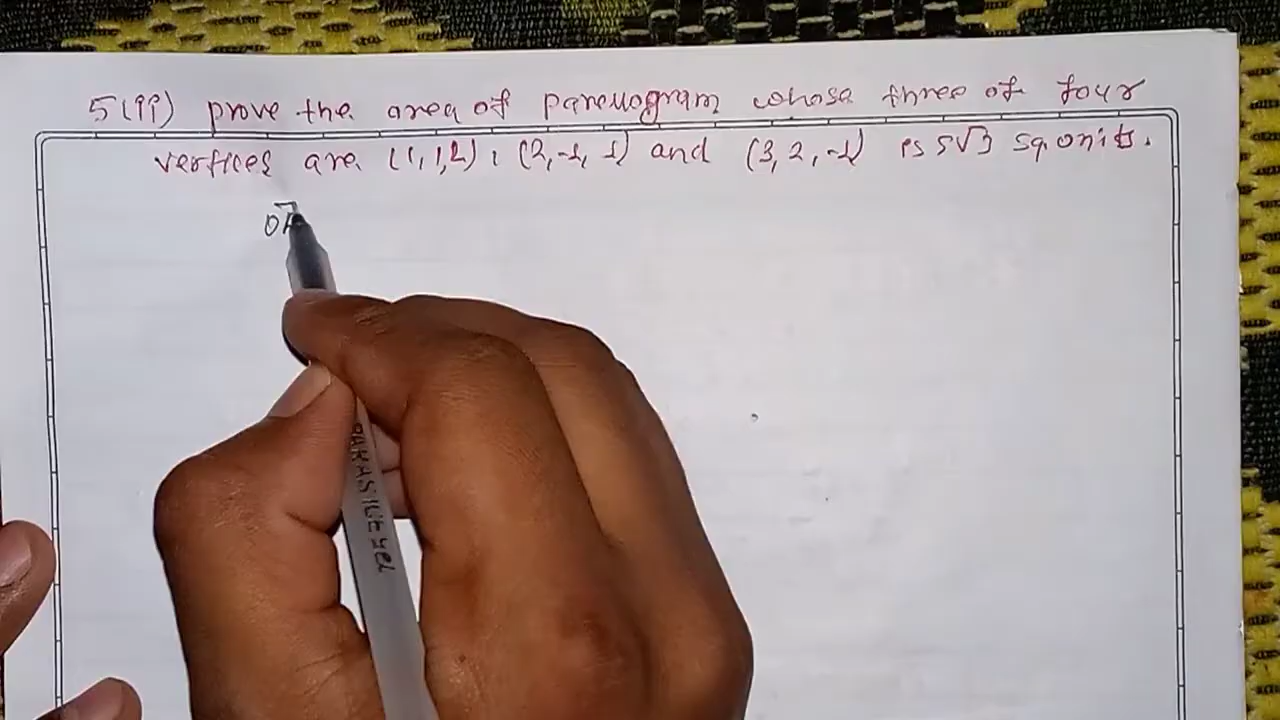 5(ii) prove the area of parallogram whose three of four
vertices are (1,1,2), (2,-1,1) and (3,2,-1) is 5√3 sq.units.
OA